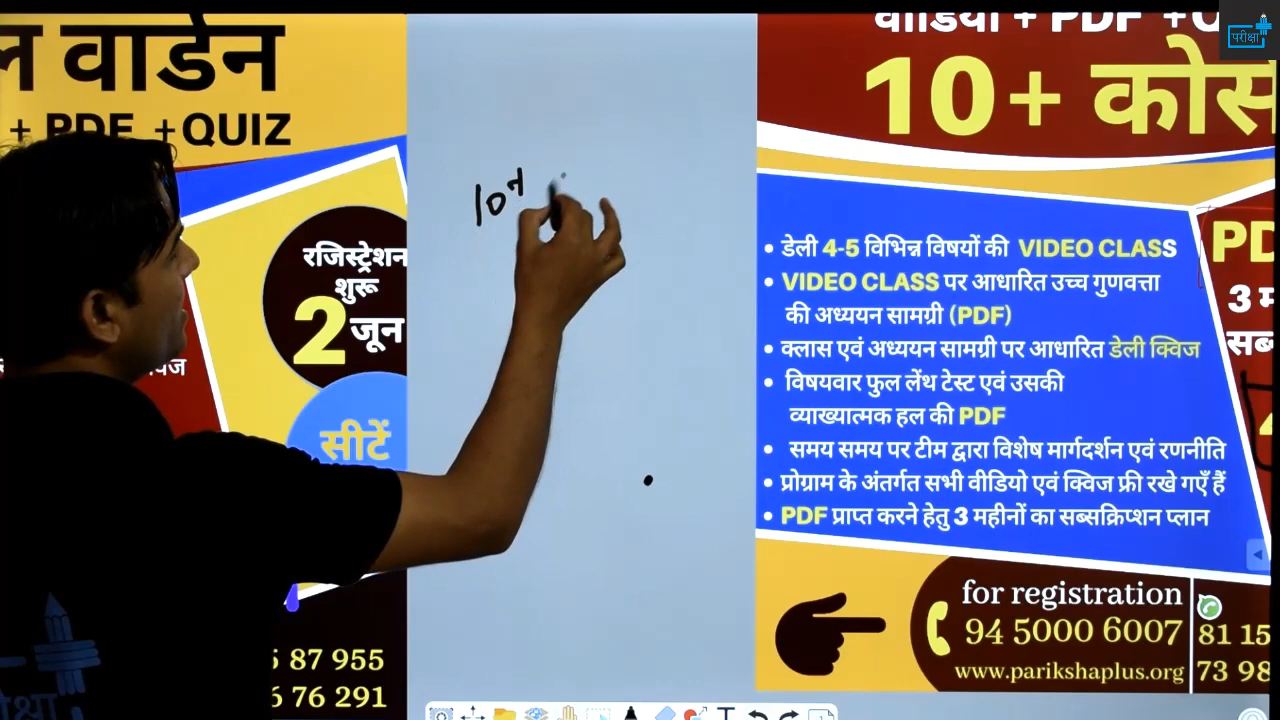 ल वार्डन
+ PDF +QUIZ
रजिस्ट्रेशन
शुरू
2 जून
सीटें
87 955
76 291
10
वीडियो + PDF
10+ कोर्स
• डेली 4-5 विभिन्न विषयों की VIDEO CLASS
• VIDEO CLASS पर आधारित उच्च गुणवत्ता
की अध्ययन सामग्री (PDF)
• क्लास एवं अध्ययन सामग्री पर आधारित डेली क्विज
• विषयवार फुल लेंथ टेस्ट एवं उसकी
व्याख्यात्मक हल की PDF
• समय समय पर टीम द्वारा विशेष मार्गदर्शन एवं रणनीति
• प्रोग्राम के अंतर्गत सभी वीडियो एवं क्विज फ्री रखे गएँ हैं
• PDF प्राप्त करने हेतु 3 महीनों का सब्सक्रिप्शन प्लान
for registration
94 5000 6007
www.parikshaplus.org
PD
3 म
सब्स
81 15
73 98
परीक्षा